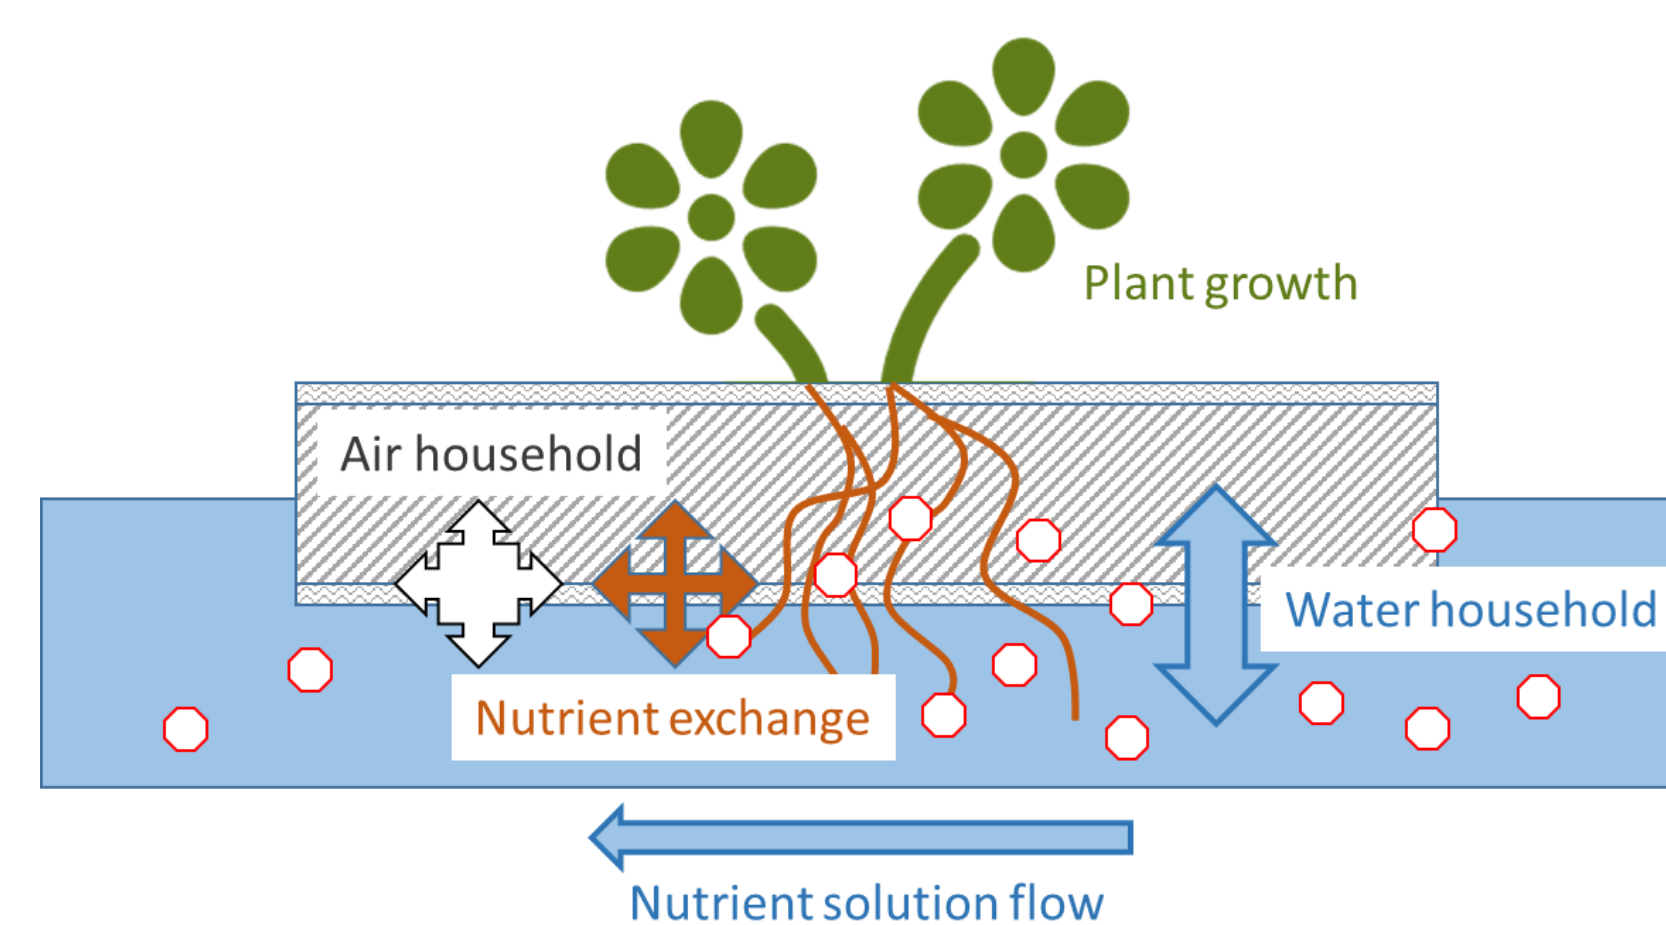 Plant growth
Air household
Water household
Nutrient exchange
Nutrient solution flow